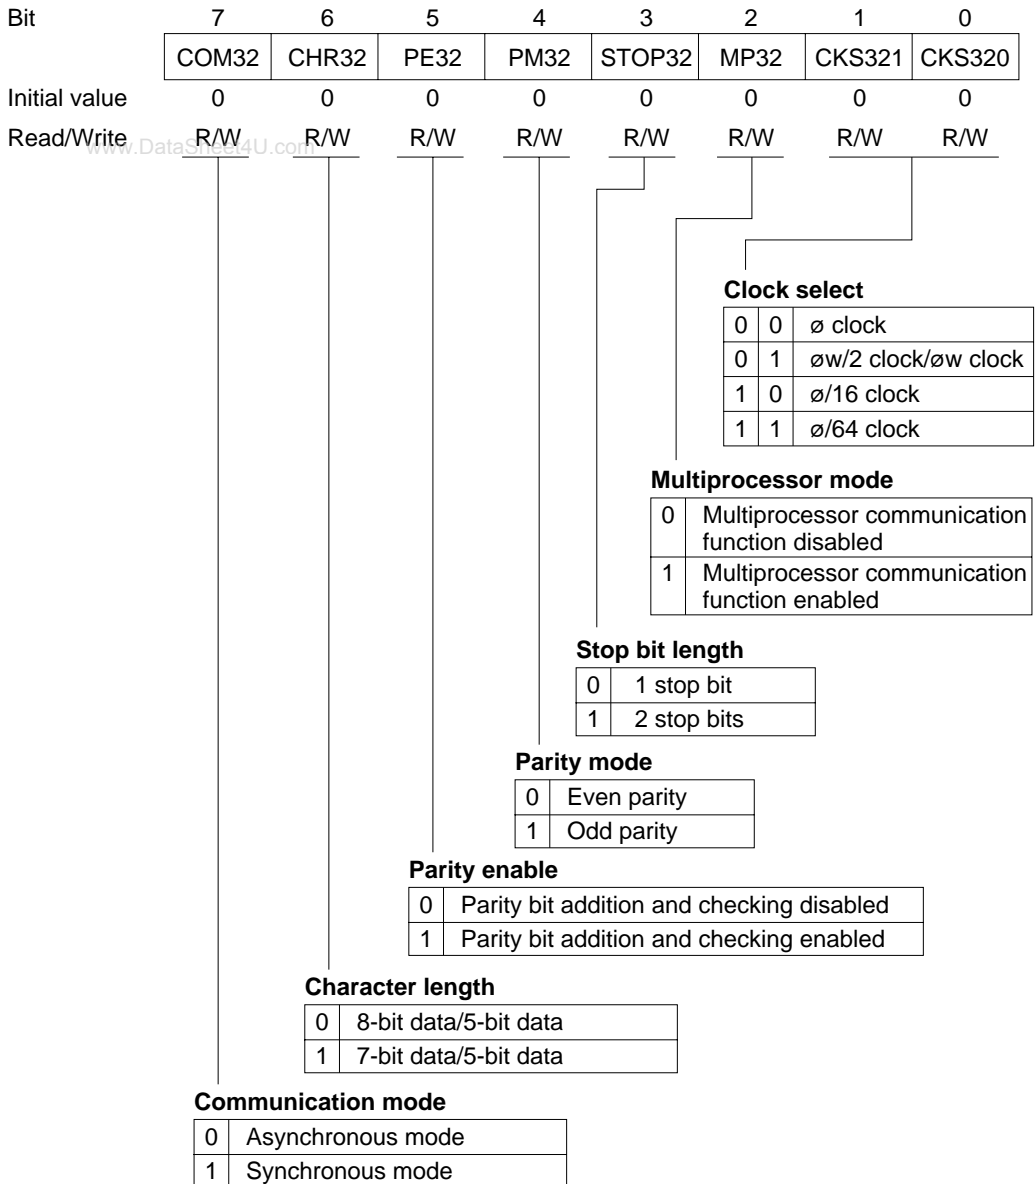 Bit 7 6 5 4 3 2 1 0
COM32 CHR32 PE32 PM32 STOP32 MP32 CKS321 CKS320
Initial value 0 0 0 0 0 0 0 0
Read/Write R/W R/W R/W R/W R/W R/W R/W R/W
www.DataSheet4U.com
Clock select
0 0 ø clock
0 1 øw/2 clock/øw clock
1 0 ø/16 clock
1 1 ø/64 clock
Multiprocessor mode
0 Multiprocessor communication
function disabled
1 Multiprocessor communication
function enabled
Stop bit length
0 1 stop bit
1 2 stop bits
Parity mode
0 Even parity
1 Odd parity
Parity enable
0 Parity bit addition and checking disabled
1 Parity bit addition and checking enabled
Character length
0 8-bit data/5-bit data
1 7-bit data/5-bit data
Communication mode
0 Asynchronous mode
1 Synchronous mode